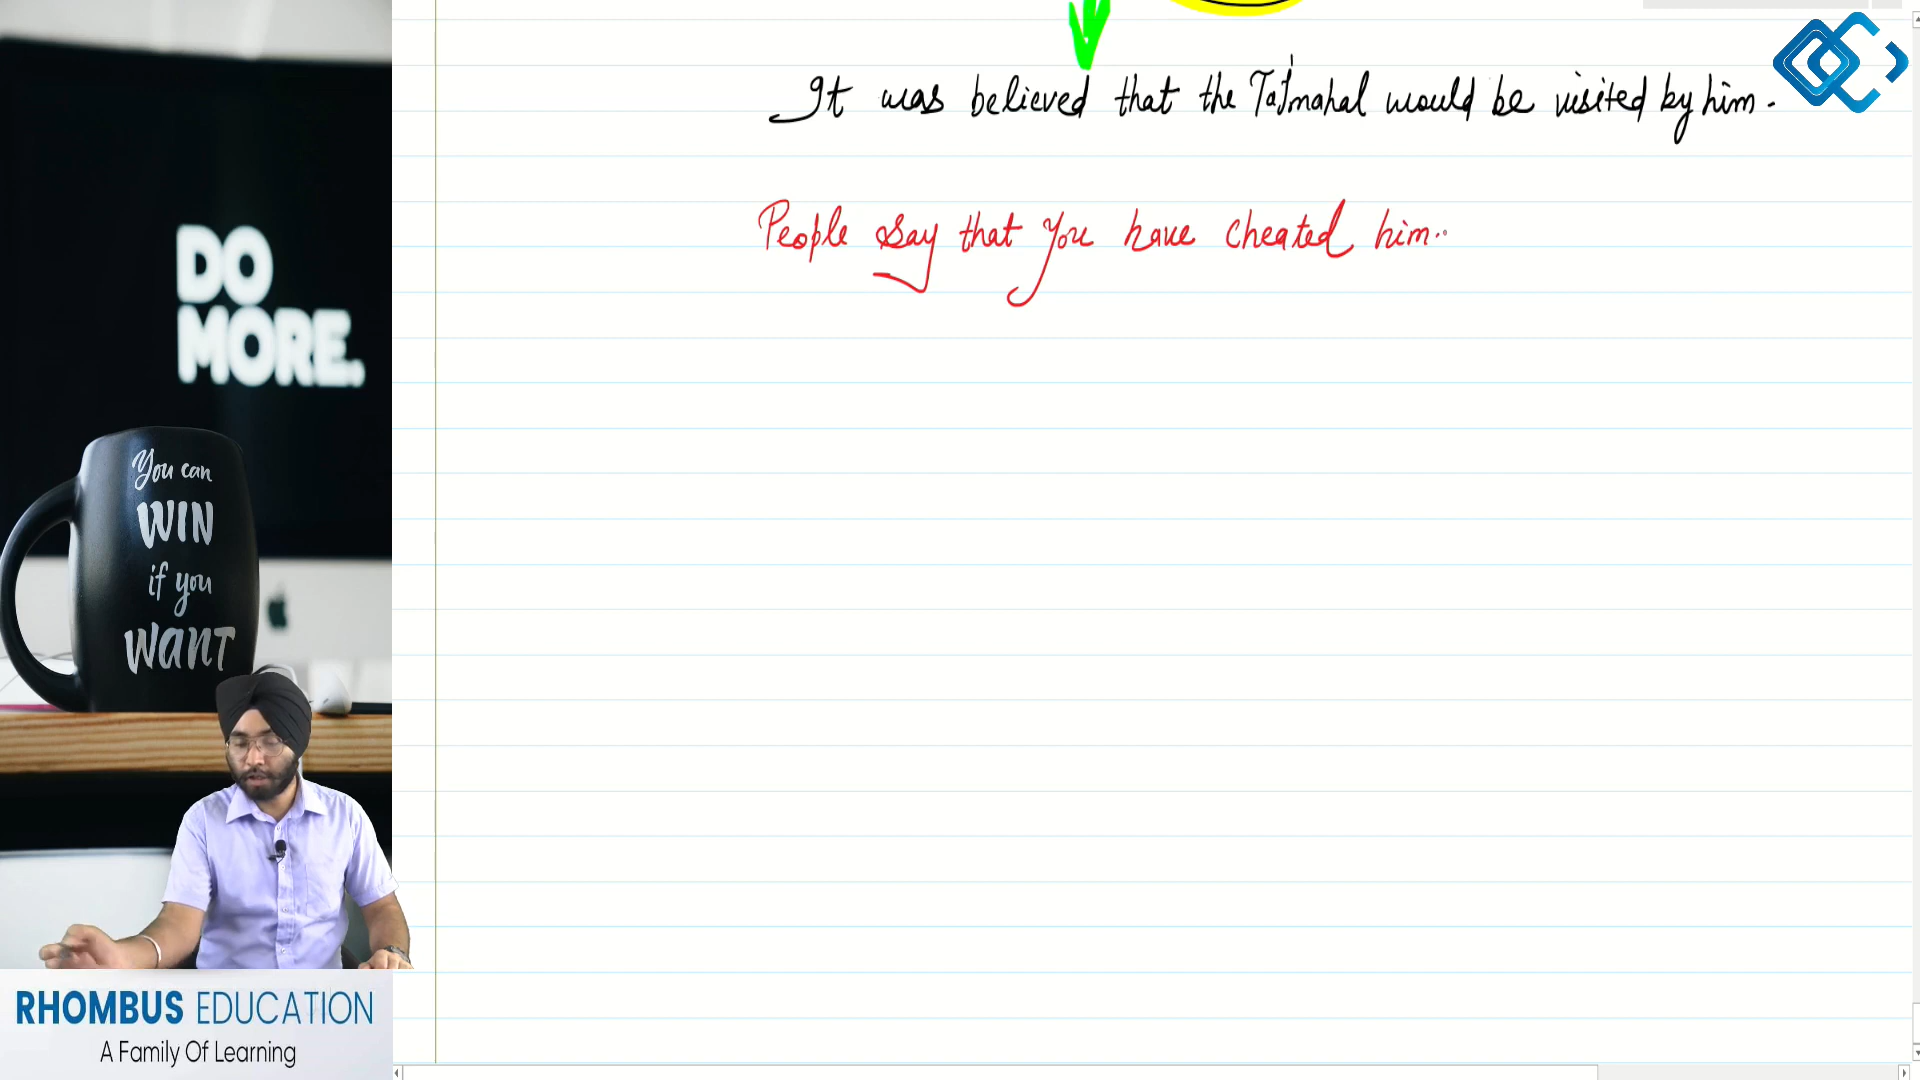 It was believed that the Tajmahal would be visited by him.
People say that you have cheated him..
DO
MORE.
You can
WIN
if you
WANT
RHOMBUS EDUCATION
A Family Of Learning